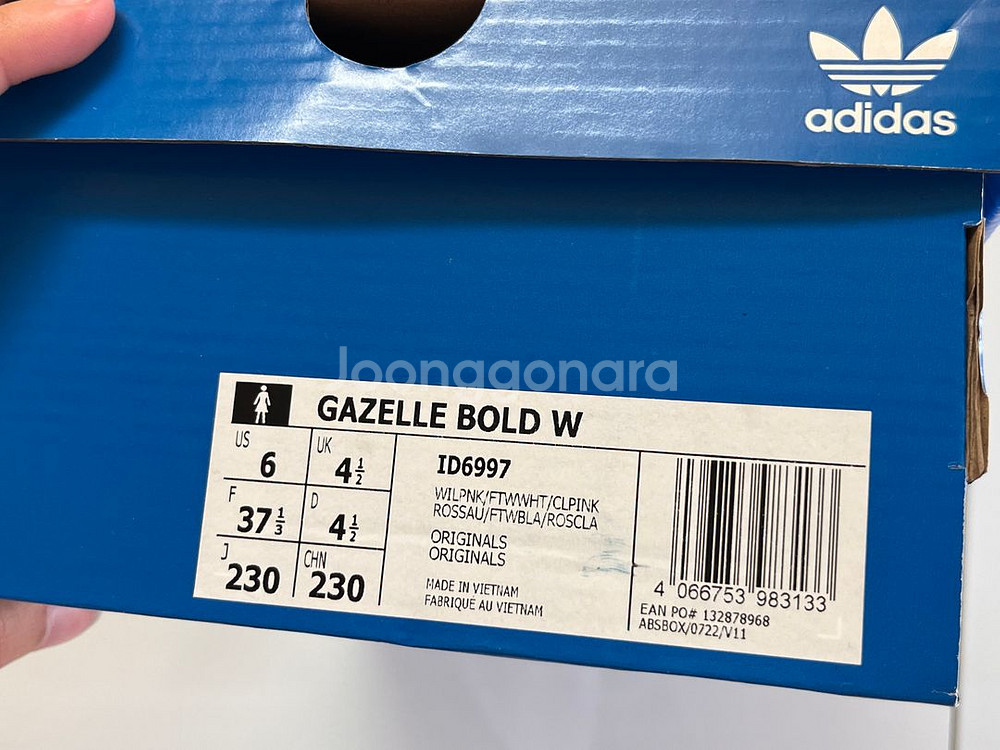 adidas
Joonggonara
GAZELLE BOLD W
US 6
UK 4½
F 37⅓
D 4½
J 230
CHN 230
ID6997
WILPNK/FTWWHT/CLPINK
ROSSAU/FTWBLA/ROSCLA
ORIGINALS
ORIGINALS
MADE IN VIETNAM
FABRIQUÉ AU VIETNAM
4 066753 983133
EAN PO# 132878968
ABSBOX/0722/V11